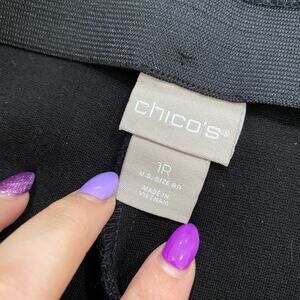 chico's®
1R
U.S. SIZE 8R
MADE IN
VIETNAM